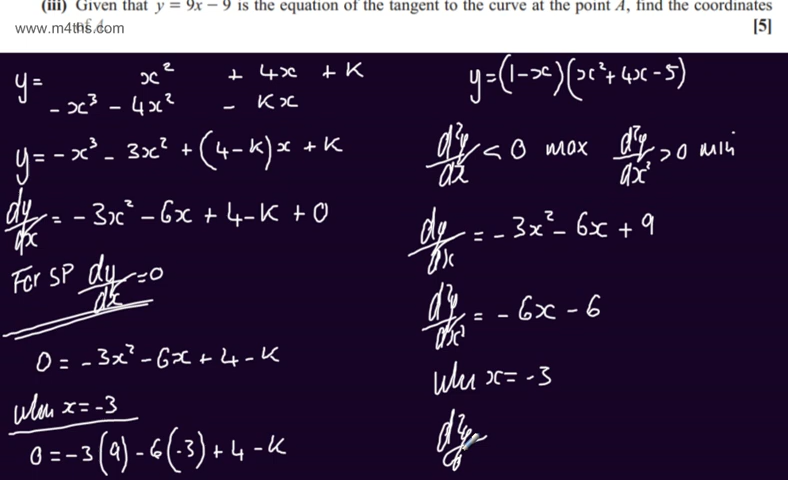 (iii) Given that y = 9x − 9 is the equation of the tangent to the curve at the point A, find the coordinates
www.m4ths.com
[5]
y = x² + 4x + K
- x³ - 4x² - Kx
y = -x³ - 3x² + (4-K)x + K
dy/dx = -3x² - 6x + 4 - K + 0
For SP dy/dx = 0
0 = -3x² - 6x + 4 - K
when x = -3
0 = -3(9) - 6(-3) + 4 - K
y = (1-x)(x² + 4x - 5)
d²y/dx < 0 max d²y/dx² > 0 min
dy/dx = -3x² - 6x + 9
d²y/dx² = -6x - 6
when x = -3
d²y